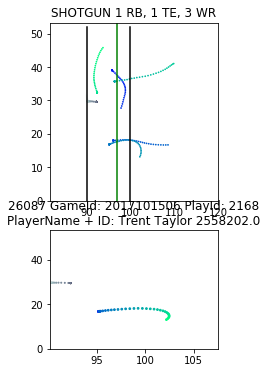 SHOTGUN 1 RB, 1 TE, 3 WR
50
40
30
20
10
0
90 100 110 120
26087 GameId: 2017101506 PlayId: 2168
PlayerName + ID: Trent Taylor 2558202.0
40
20
0
95 100 105